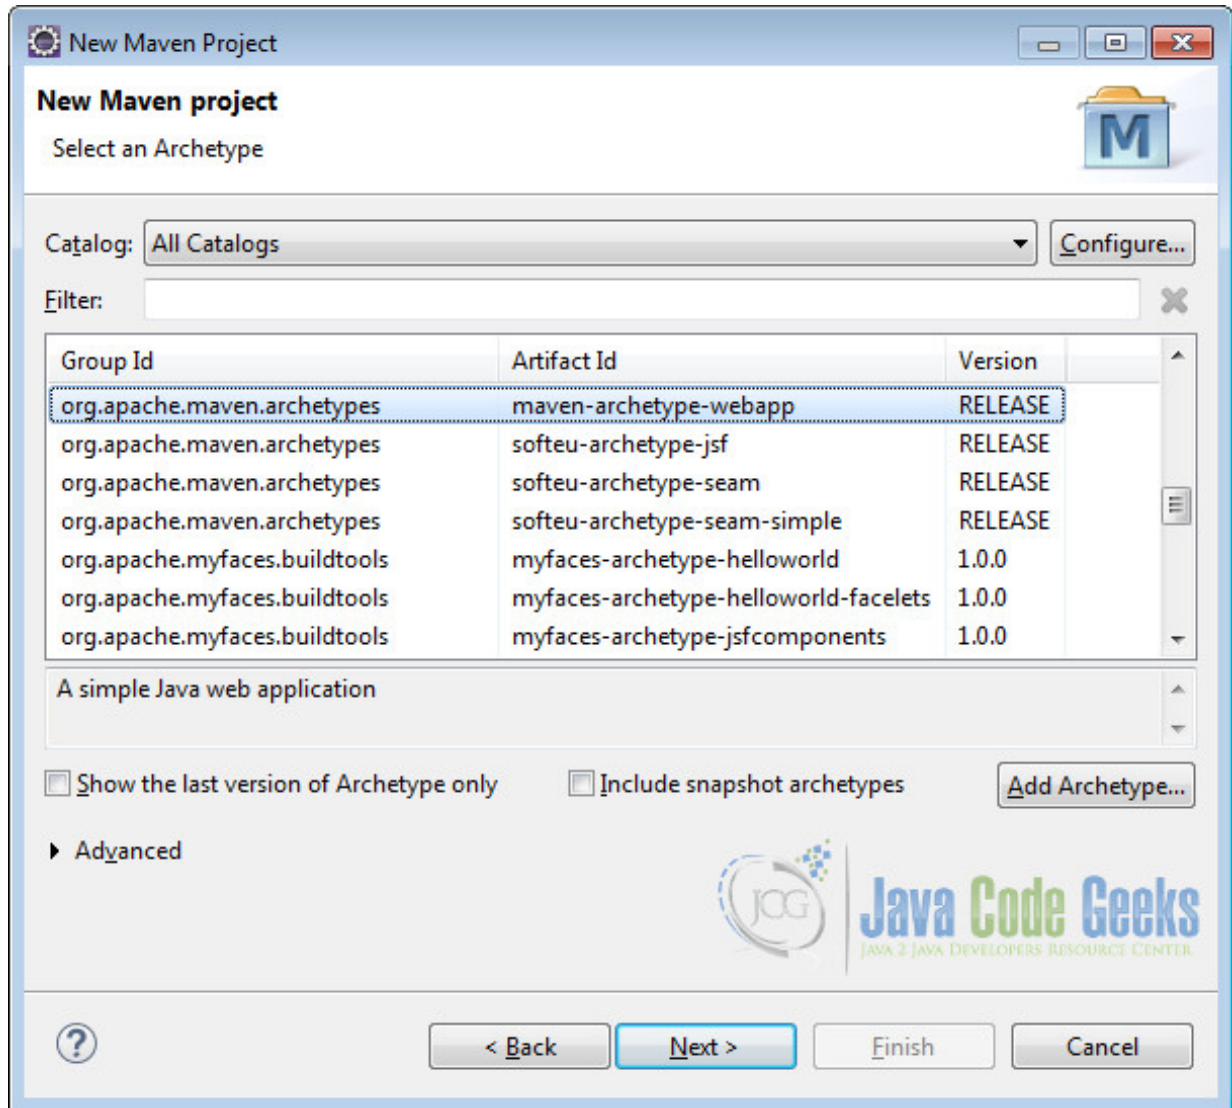 New Maven Project
New Maven project
Select an Archetype
M
Catalog: All Catalogs Configure...
Filter:
Group Id Artifact Id Version
org.apache.maven.archetypes maven-archetype-webapp RELEASE
org.apache.maven.archetypes softeu-archetype-jsf RELEASE
org.apache.maven.archetypes softeu-archetype-seam RELEASE
org.apache.maven.archetypes softeu-archetype-seam-simple RELEASE
org.apache.myfaces.buildtools myfaces-archetype-helloworld 1.0.0
org.apache.myfaces.buildtools myfaces-archetype-helloworld-facelets 1.0.0
org.apache.myfaces.buildtools myfaces-archetype-jsfcomponents 1.0.0
A simple Java web application
Show the last version of Archetype only Include snapshot archetypes Add Archetype...
Advanced
JCG Java Code Geeks
JAVA 2 JAVA DEVELOPERS RESOURCE CENTER
? < Back Next > Finish Cancel